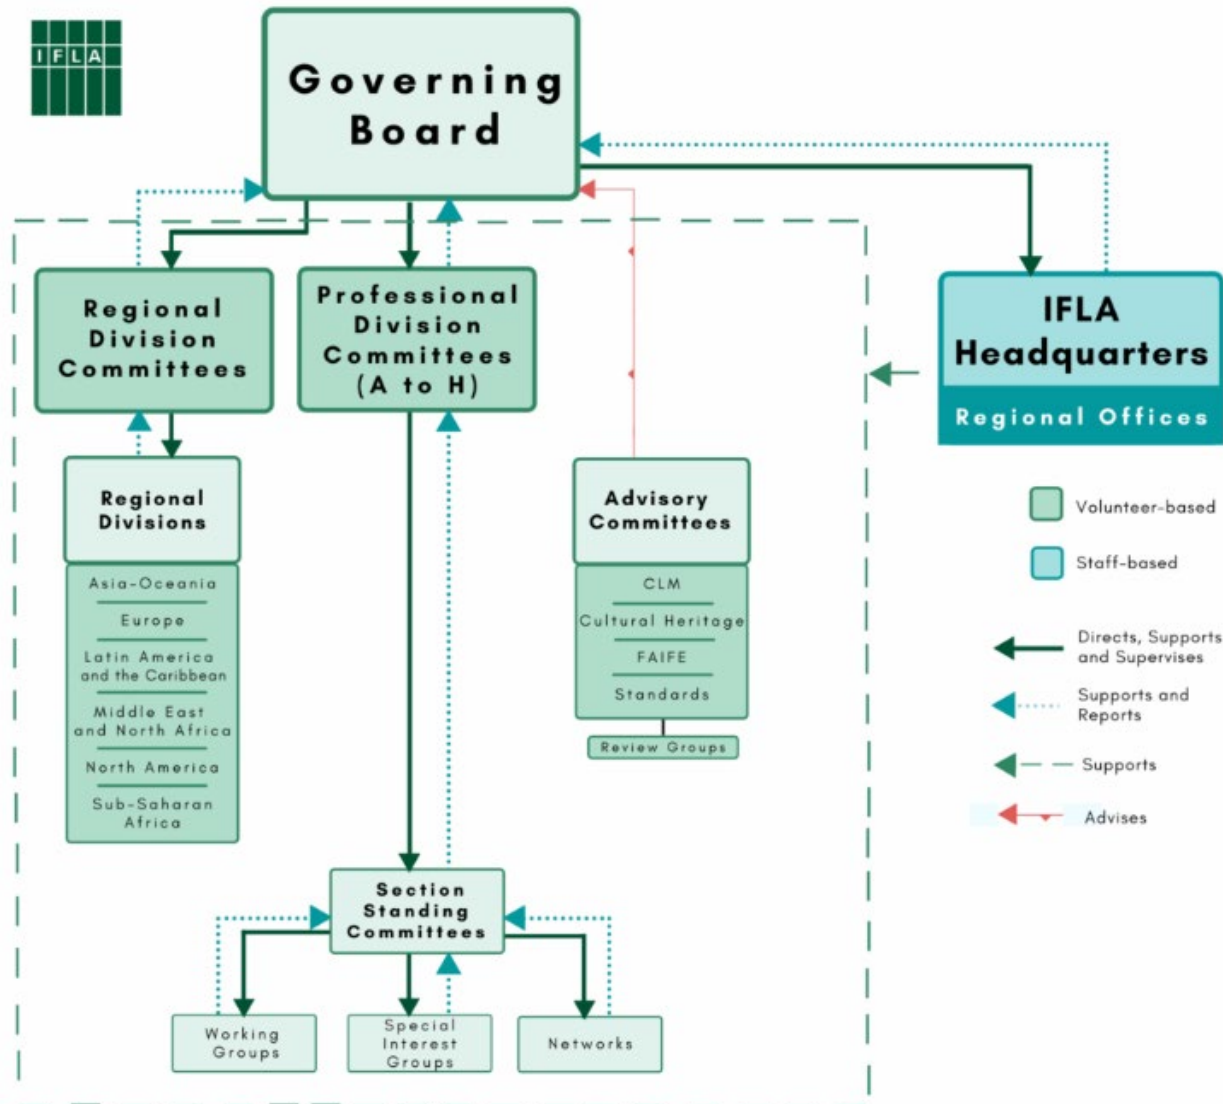 IFLA
Governing
Board
Regional
Division
Committees
Professional
Division
Committees
(A to H)
IFLA
Headquarters
Regional Offices
Regional
Divisions
Asia-Oceania
Europe
Latin America
and the Caribbean
Middle East
and North Africa
North America
Sub-Saharan
Africa
Advisory
Committees
CLM
Cultural Heritage
FAIFE
Standards
Review Groups
Volunteer-based
Staff-based
Directs, Supports
and Supervises
Supports and
Reports
Supports
Advises
Section
Standing
Committees
Working
Groups
Special
Interest
Groups
Networks